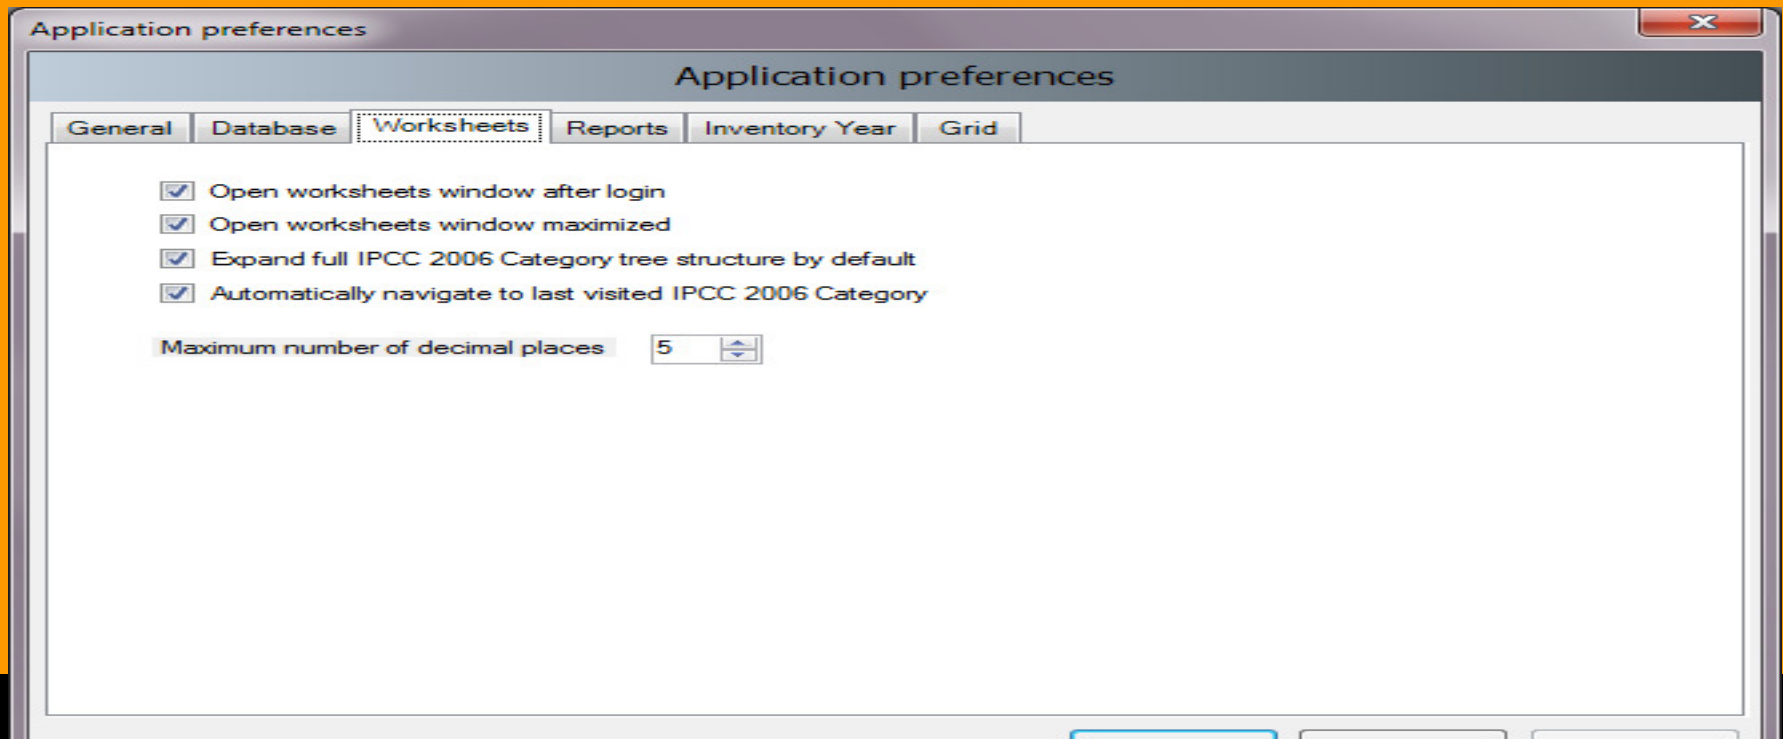 Application preferences
Application preferences
General Database Worksheets Reports Inventory Year Grid
Open worksheets window after login
Open worksheets window maximized
Expand full IPCC 2006 Category tree structure by default
Automatically navigate to last visited IPCC 2006 Category
Maximum number of decimal places 5